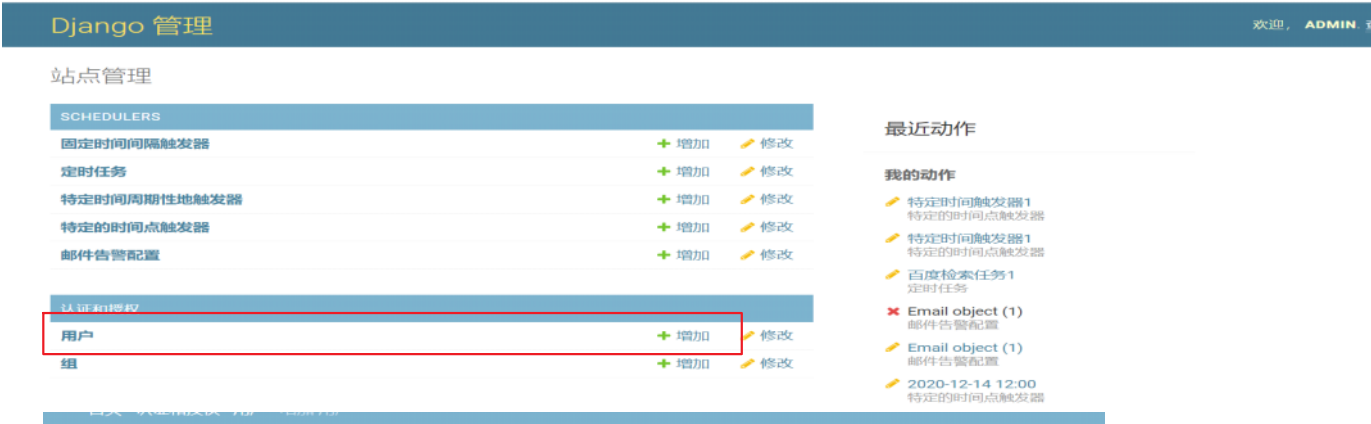 Django 管理
欢迎， ADMIN.
站点管理
SCHEDULERS
固定时间间隔触发器 增加 修改
定时任务 增加 修改
特定时间周期性地触发器 增加 修改
特定的时间点触发器 增加 修改
邮件告警配置 增加 修改
认证和授权
用户 增加 修改
组 增加 修改
最近动作
我的动作
特定时间触发器1
特定的时间点触发器
特定时间触发器1
特定的时间点触发器
百度检索任务1
定时任务
Email object (1)
邮件告警配置
Email object (1)
邮件告警配置
2020-12-14 12:00
特定的时间点触发器